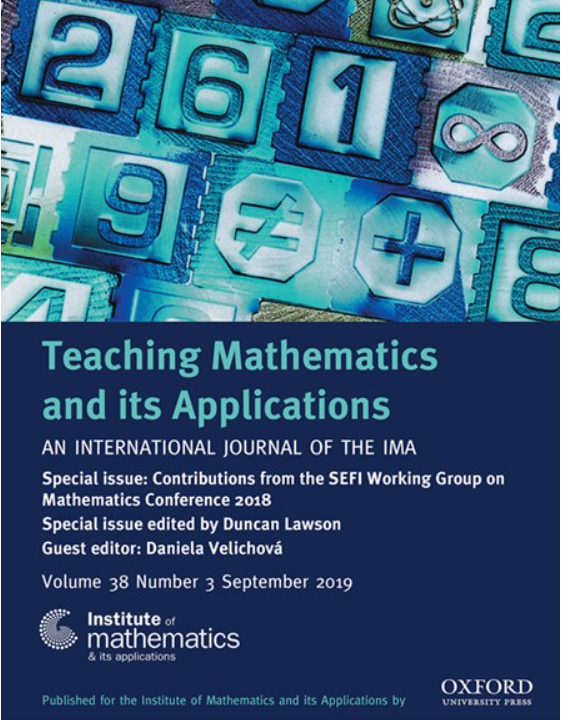 2 6 1 ∞
9 ≠ + 8
4 9
Teaching Mathematics
and its Applications
AN INTERNATIONAL JOURNAL OF THE IMA
Special issue: Contributions from the SEFI Working Group on
Mathematics Conference 2018
Special issue edited by Duncan Lawson
Guest editor: Daniela Velichová
Volume 38 Number 3 September 2019
Institute of
mathematics
& its applications
Published for the Institute of Mathematics and its Applications by
OXFORD
UNIVERSITY PRESS